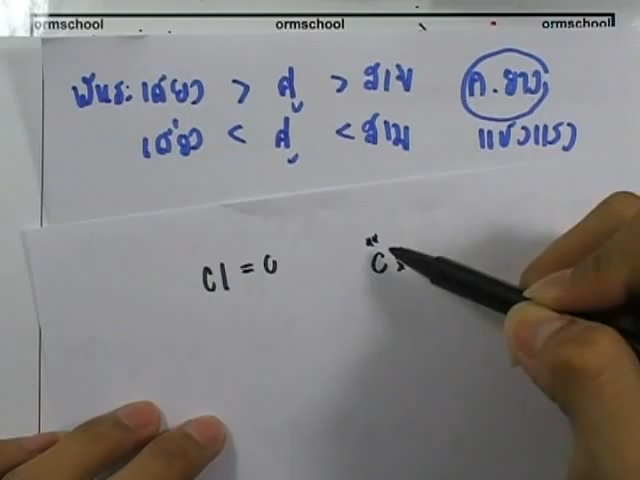 ormschool ormschool ormschool
พันธะเดี่ยว > คู่ > สาม ค.ยาว
เดี่ยว < คู่ < สาม แข็งแรง
Cl = O C